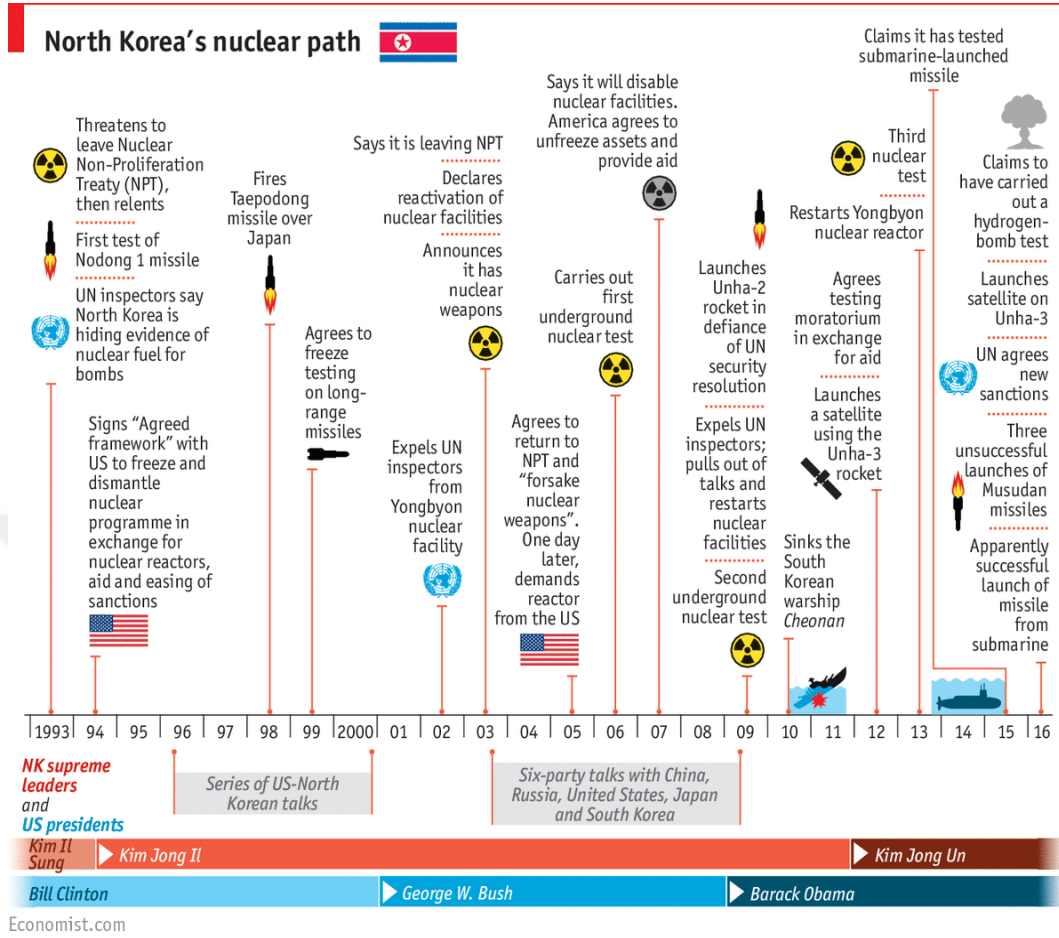 North Korea's nuclear path
Threatens to
leave Nuclear
Non-Proliferation
Treaty (NPT),
then relents
First test of
Nodong 1 missile
UN inspectors say
North Korea is
hiding evidence of
nuclear fuel for
bombs
Signs “Agreed
framework” with
US to freeze and
dismantle
nuclear
programme in
exchange for
nuclear reactors,
aid and easing of
sanctions
Fires
Taepodong
missile over
Japan
Agrees to
freeze
testing
on long-
range
missiles
Expels UN
inspectors
from
Yongbyon
nuclear
facility
Says it is leaving NPT
Declares
reactivation of
nuclear facilities
Announces
it has
nuclear
weapons
Agrees to
return to
NPT and
“forsake
nuclear
weapons”.
One day
later,
demands
reactor
from the US
Carries out
first
underground
nuclear test
Says it will disable
nuclear facilities.
America agrees to
unfreeze assets and
provide aid
Launches
Unha-2
rocket in
defiance
of UN
security
resolution
Expels UN
inspectors;
pulls out of
talks and
restarts
nuclear
facilities
Second
underground
nuclear test
Sinks the
South
Korean
warship
Cheonan
Agrees
testing
moratorium
in exchange
for aid
Launches
a satellite
using the
Unha-3
rocket
Third
nuclear
test
Restarts Yongbyon
nuclear reactor
Claims it has tested
submarine-launched
missile
Claims to
have carried
out a
hydrogen-
bomb test
Launches
satellite on
Unha-3
UN agrees
new
sanctions
Three
unsuccessful
launches of
Musudan
missiles
Apparently
successful
launch of
missile
from
submarine
1993 94 95 96 97 98 99 2000 01 02 03 04 05 06 07 08 09 10 11 12 13 14 15 16
Series of US-North
Korean talks
Six-party talks with China,
Russia, United States, Japan
and South Korea
NK supreme
leaders
and
US presidents
Kim Il
Sung
Kim Jong Il
Kim Jong Un
Bill Clinton
George W. Bush
Barack Obama
Economist.com